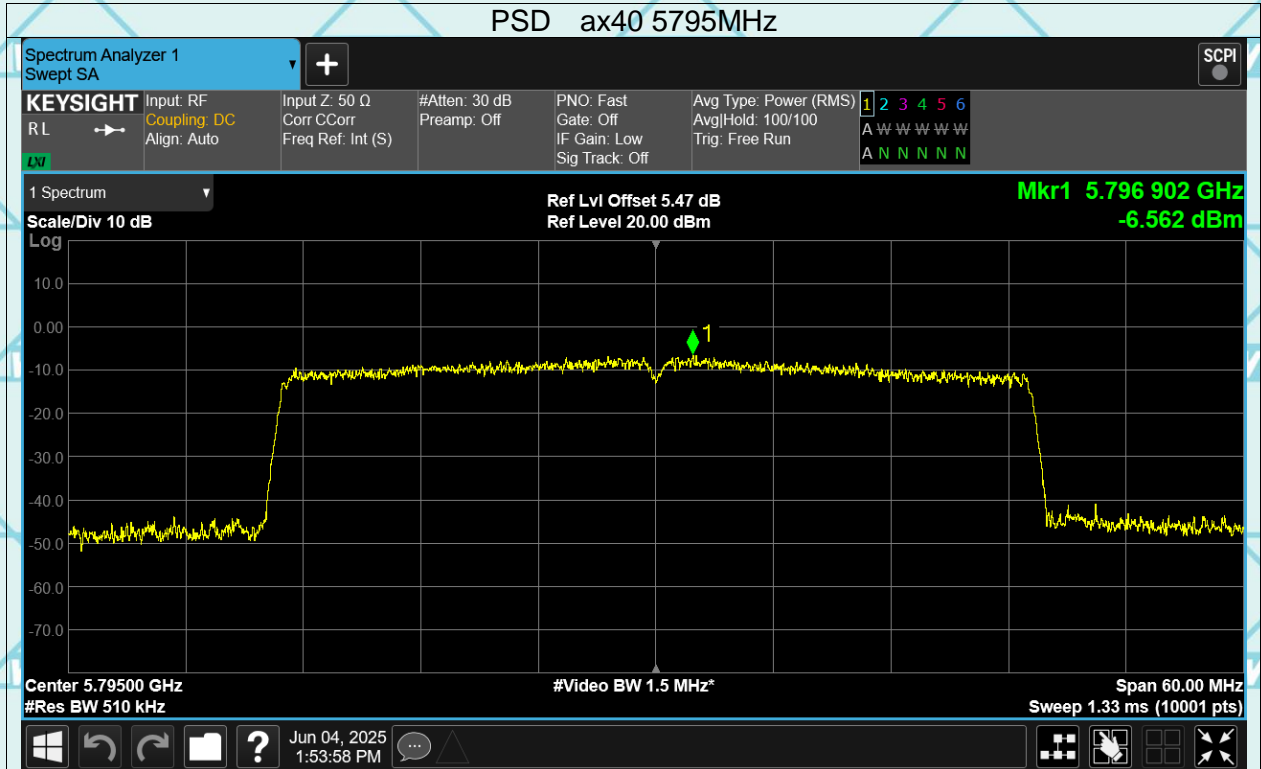 PSD ax40 5795MHz
Spectrum Analyzer 1
Swept SA
SCPI
KEYSIGHT
R L
LXI
Input: RF
Coupling: DC
Align: Auto
Input Z: 50 Ω
Corr CCorr
Freq Ref: Int (S)
#Atten: 30 dB
Preamp: Off
PNO: Fast
Gate: Off
IF Gain: Low
Sig Track: Off
Avg Type: Power (RMS)
Avg|Hold: 100/100
Trig: Free Run
1 2 3 4 5 6
A W W W W W
A N N N N N
1 Spectrum
Scale/Div 10 dB
Ref Lvl Offset 5.47 dB
Ref Level 20.00 dBm
Mkr1 5.796 902 GHz
-6.562 dBm
Log
10.0
0.00
-10.0
-20.0
-30.0
-40.0
-50.0
-60.0
-70.0
1
Center 5.79500 GHz
#Res BW 510 kHz
#Video BW 1.5 MHz*
Span 60.00 MHz
Sweep 1.33 ms (10001 pts)
?
Jun 04, 2025
1:53:58 PM